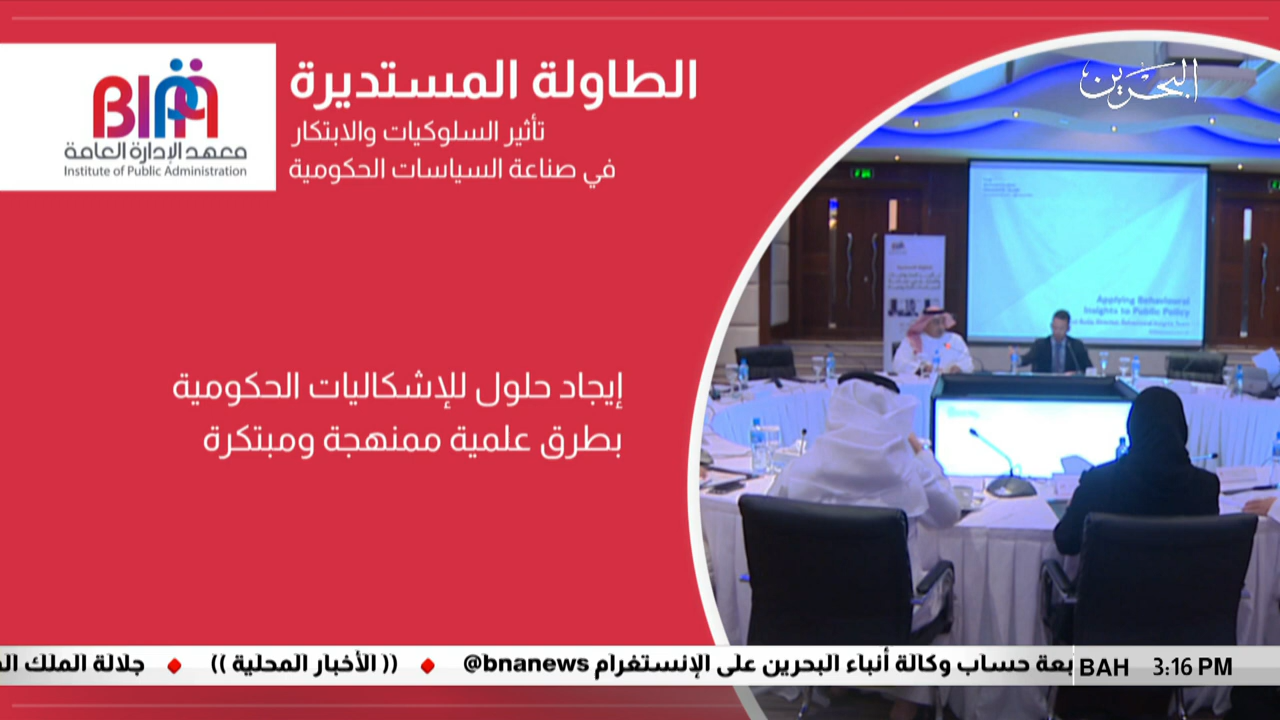 البحرين
BIPA
معهد الإدارة العامة
Institute of Public Administration
الطاولة المستديرة
تأثير السلوكيات والابتكار
في صناعة السياسات الحكومية
إيجاد حلول للإشكاليات الحكومية
بطرق علمية ممنهجة ومبتكرة
Applying Behavioural
Insights to Public Policy
بعة حساب وكالة أنباء البحرين على الإنستغرام @bnanews ♦ (( الأخبار المحلية )) ♦ جلالة الملك
BAH 3:16 PM